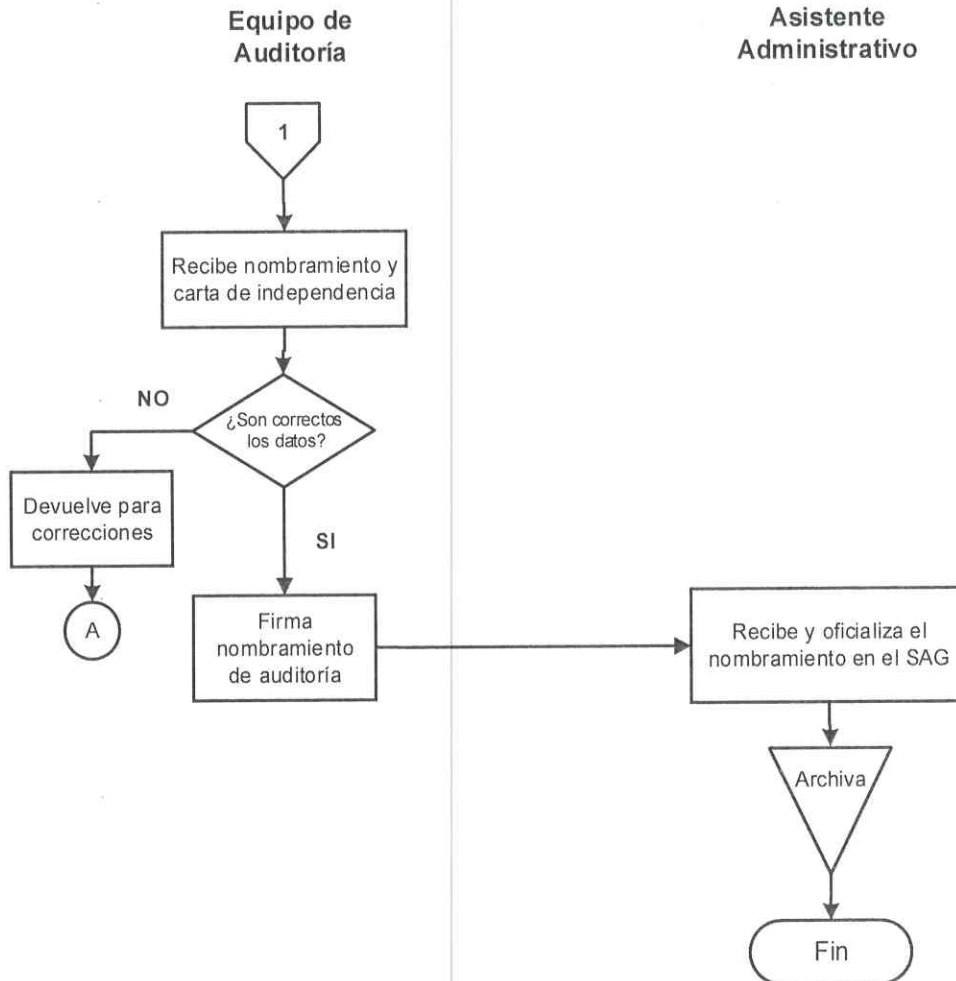 Equipo de
Auditoría
Asistente
Administrativo
1
Recibe nombramiento y
carta de independencia
NO
¿Son correctos
los datos?
Devuelve para
correcciones
SI
A
Firma
nombramiento
de auditoría
Recibe y oficializa el
nombramiento en el SAG
Archiva
Fin